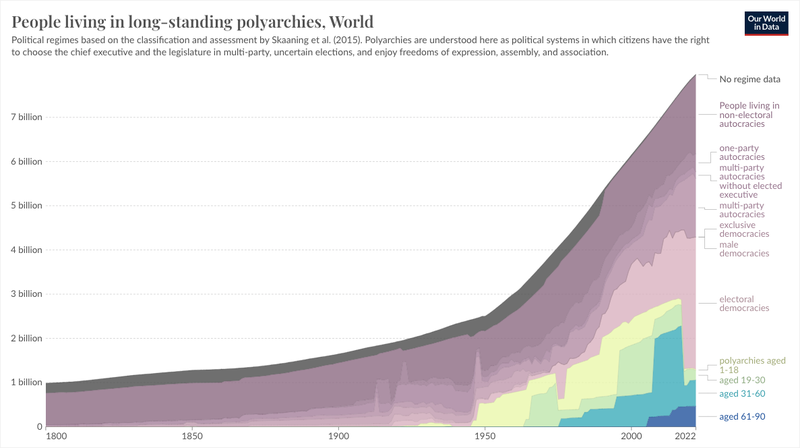 People living in long-standing polyarchies, World
Political regimes based on the classification and assessment by Skaaning et al. (2015). Polyarchies are understood here as political systems in which citizens have the right
to choose the chief executive and the legislature in multi-party, uncertain elections, and enjoy freedoms of expression, assembly, and association.
Our World
in Data
7 billion
6 billion
5 billion
4 billion
3 billion
2 billion
1 billion
0
1800
1850
1900
1950
2000
2022
No regime data
People living in
non-electoral
autocracies
one-party
autocracies
multi-party
autocracies
without elected
executive
multi-party
autocracies
exclusive
democracies
male
democracies
electoral
democracies
polyarchies aged
1-18
aged 19-30
aged 31-60
aged 61-90